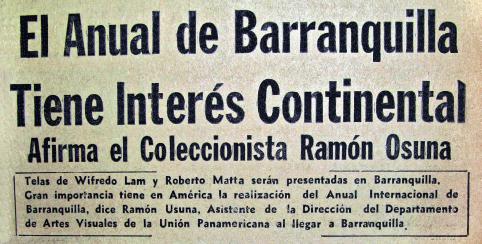 El Anual de Barranquilla
Tiene Interés Continental
Afirma el Coleccionista Ramón Osuna
Telas de Wifredo Lam y Roberto Matta serán presentadas en Barranquilla.
Gran importancia tiene en América la realización del Anual Internacional de
Barranquilla, dice Ramón Usuna, Asistente de la Dirección del Departamento
de Artes Visuales de la Unión Panamericana al llegar a Barranquilla.